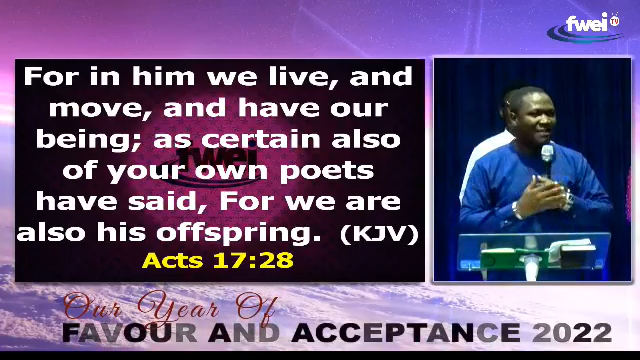 fwei TV
For in him we live, and
move, and have our
being; as certain also
of your own poets
have said, For we are
also his offspring. (KJV)
Acts 17:28
fwei
Our Year Of
FAVOUR AND ACCEPTANCE 2022